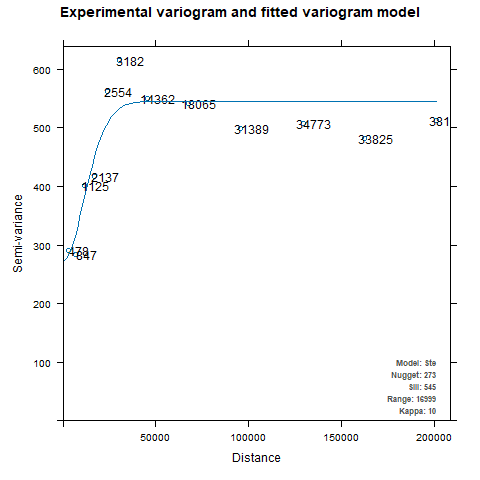 Experimental variogram and fitted variogram model
Semi-variance
600
500
400
300
200
100
3182
2554
14362
18065
31389
34773
33825
381
2137
1125
478
847
Model: Ste
Nugget: 273
Sill: 545
Range: 16999
Kappa: 10
50000 100000 150000 200000
Distance